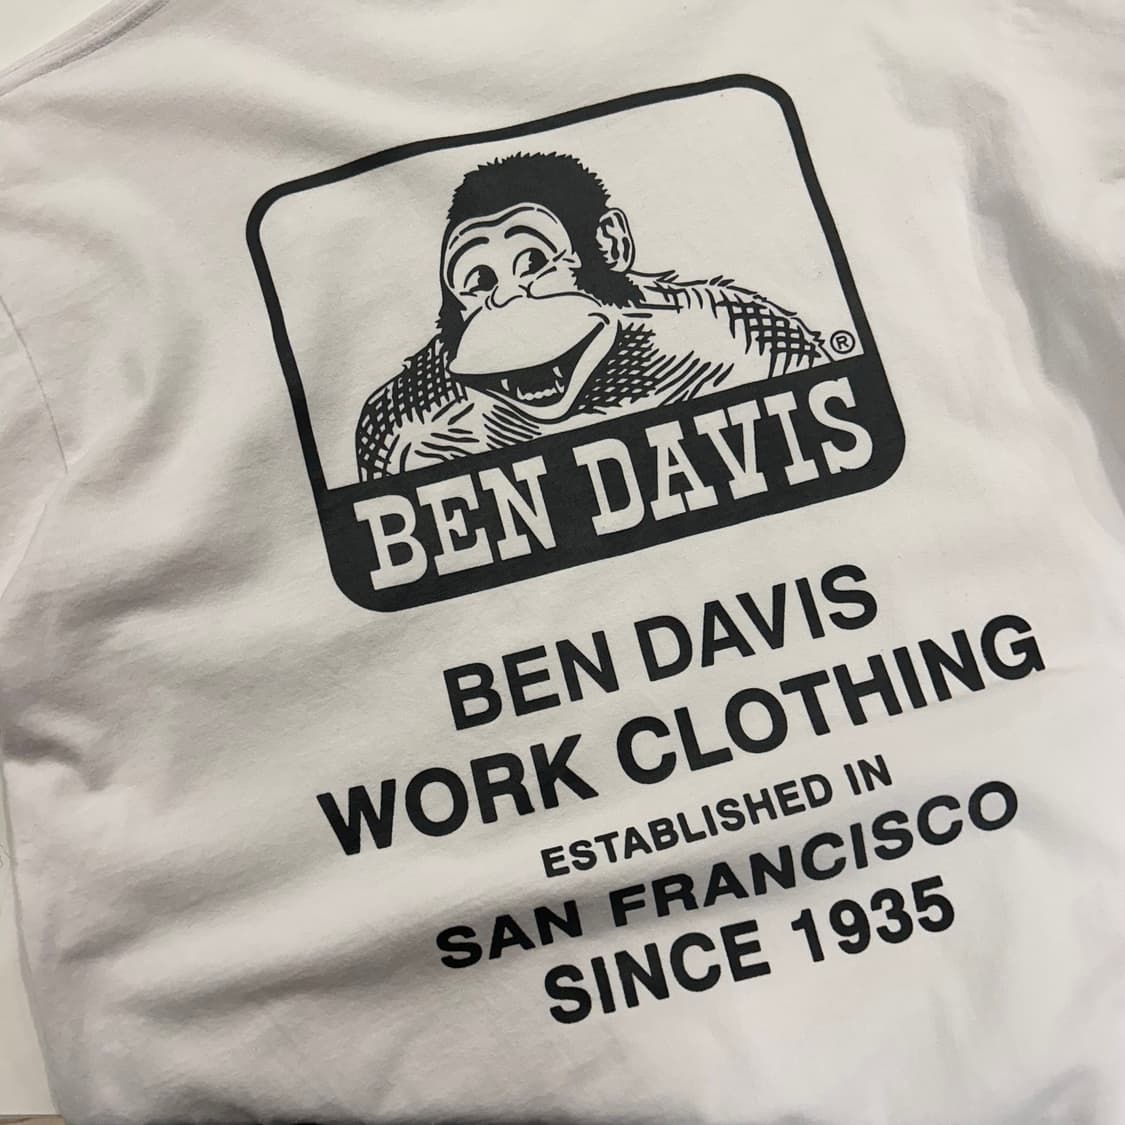 ®
BEN DAVIS
BEN DAVIS
WORK CLOTHING
ESTABLISHED IN
SAN FRANCISCO
SINCE 1935